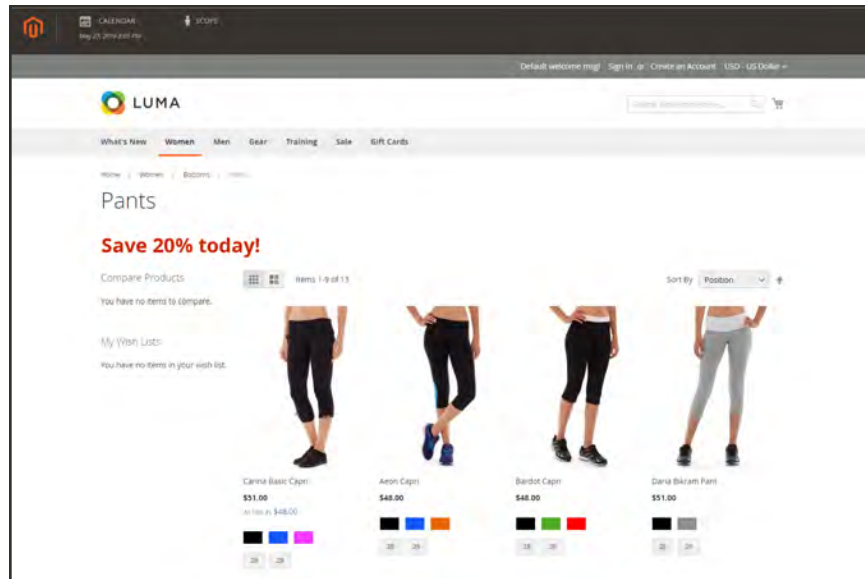 CALENDAR
SCOPE
Default welcome msg! Sign In or Create an Account USD - US Dollar
LUMA
What's New Women Men Gear Training Sale Gift Cards
Home / Women / Bottoms /
Pants
Save 20% today!
Compare Products
Items 1-9 of 13
Sort By Position
You have no items to compare.
My Wish Lists
You have no items in your wish list.
Carina Basic Capri
Aeon Capri
Bardot Capri
Daria Bikram Pant
$51.00
$48.00
$48.00
$51.00
As low as $48.00
28 29
28 29
28 29
28 29